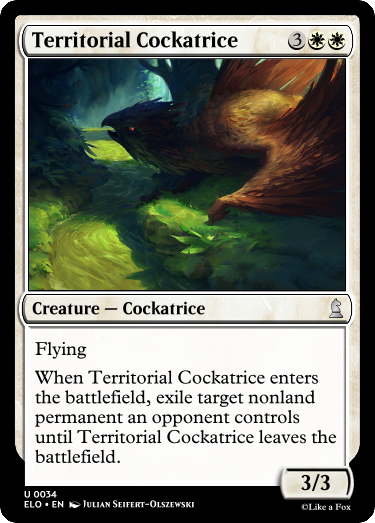 Territorial Cockatrice 3
Creature — Cockatrice
Flying
When Territorial Cockatrice enters
the battlefield, exile target nonland
permanent an opponent controls
until Territorial Cockatrice leaves the
battlefield.
3/3
U 0034
ELO • EN Julian Seifert-Olszewski
©Like a Fox